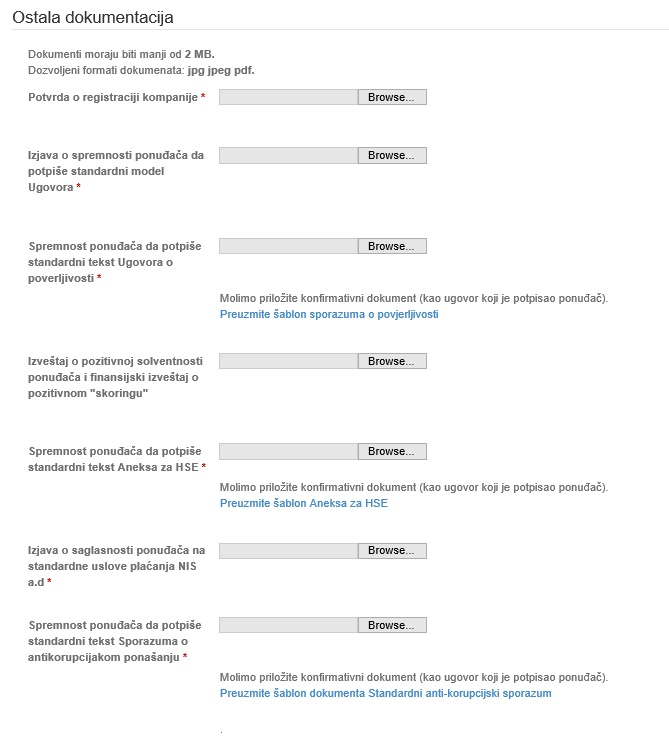 Ostala dokumentacija
Dokumenti moraju biti manji od 2 MB.
Dozvoljeni formati dokumenata: jpg jpeg pdf.
Potvrda o registraciji kompanije * Browse...
Izjava o spremnosti ponuđača da Browse...
potpiše standardni model
Ugovora *
Spremnost ponuđača da potpiše Browse...
standardni tekst Ugovora o
poverljivosti *
Molimo priložite konfirmativni dokument (kao ugovor koji je potpisao ponuđač).
Preuzmite šablon sporazuma o povjerljivosti
Izveštaj o pozitivnoj solventnosti Browse...
ponuđača i finansijski izveštaj o
pozitivnom "skoringu"
Spremnost ponuđača da potpiše Browse...
standardni tekst Aneksa za HSE *
Molimo priložite konfirmativni dokument (kao ugovor koji je potpisao ponuđač).
Preuzmite šablon Aneksa za HSE
Izjava o saglasnosti ponuđača na Browse...
standardne uslove plaćanja NIS
a.d *
Spremnost ponuđača da potpiše Browse...
standardni tekst Sporazuma o
antikorupcijakom ponašanju *
Molimo priložite konfirmativni dokument (kao ugovor koji je potpisao ponuđač).
Preuzmite šablon dokumenta Standardni anti-korupcijski sporazum